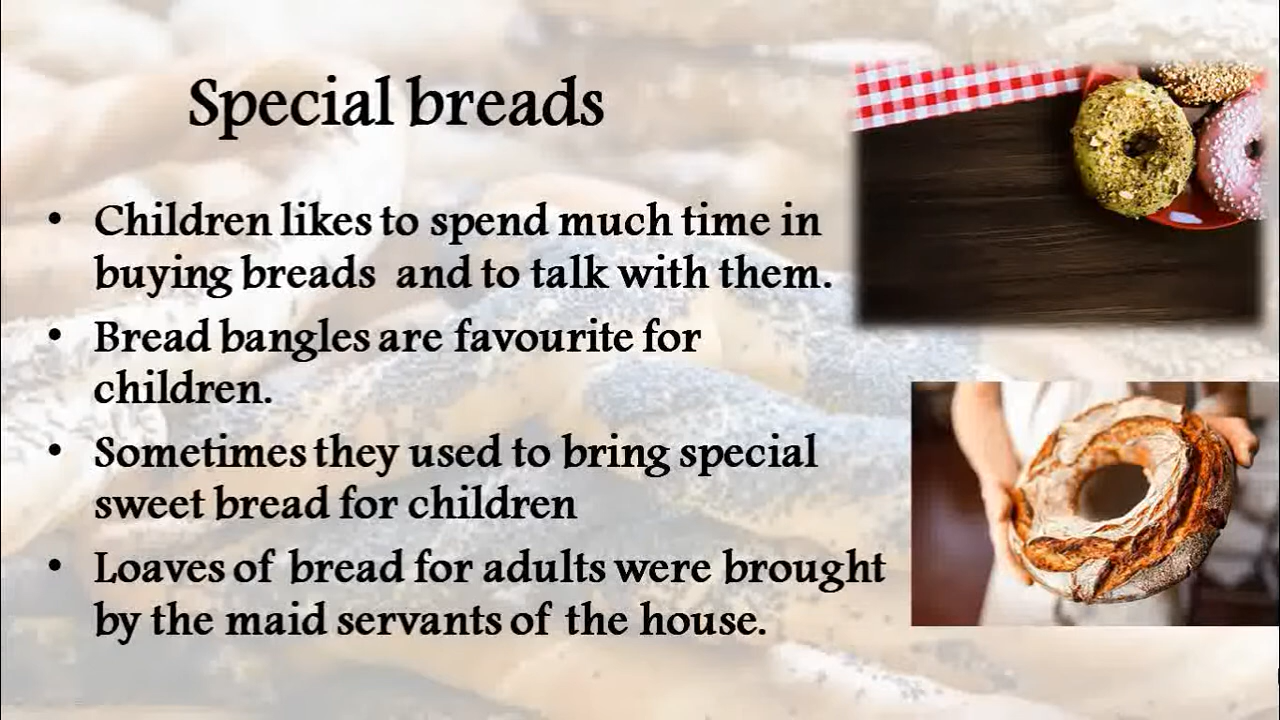 Special breads
• Children likes to spend much time in
buying breads and to talk with them.
• Bread bangles are favourite for
children.
• Sometimes they used to bring special
sweet bread for children
• Loaves of bread for adults were brought
by the maid servants of the house.